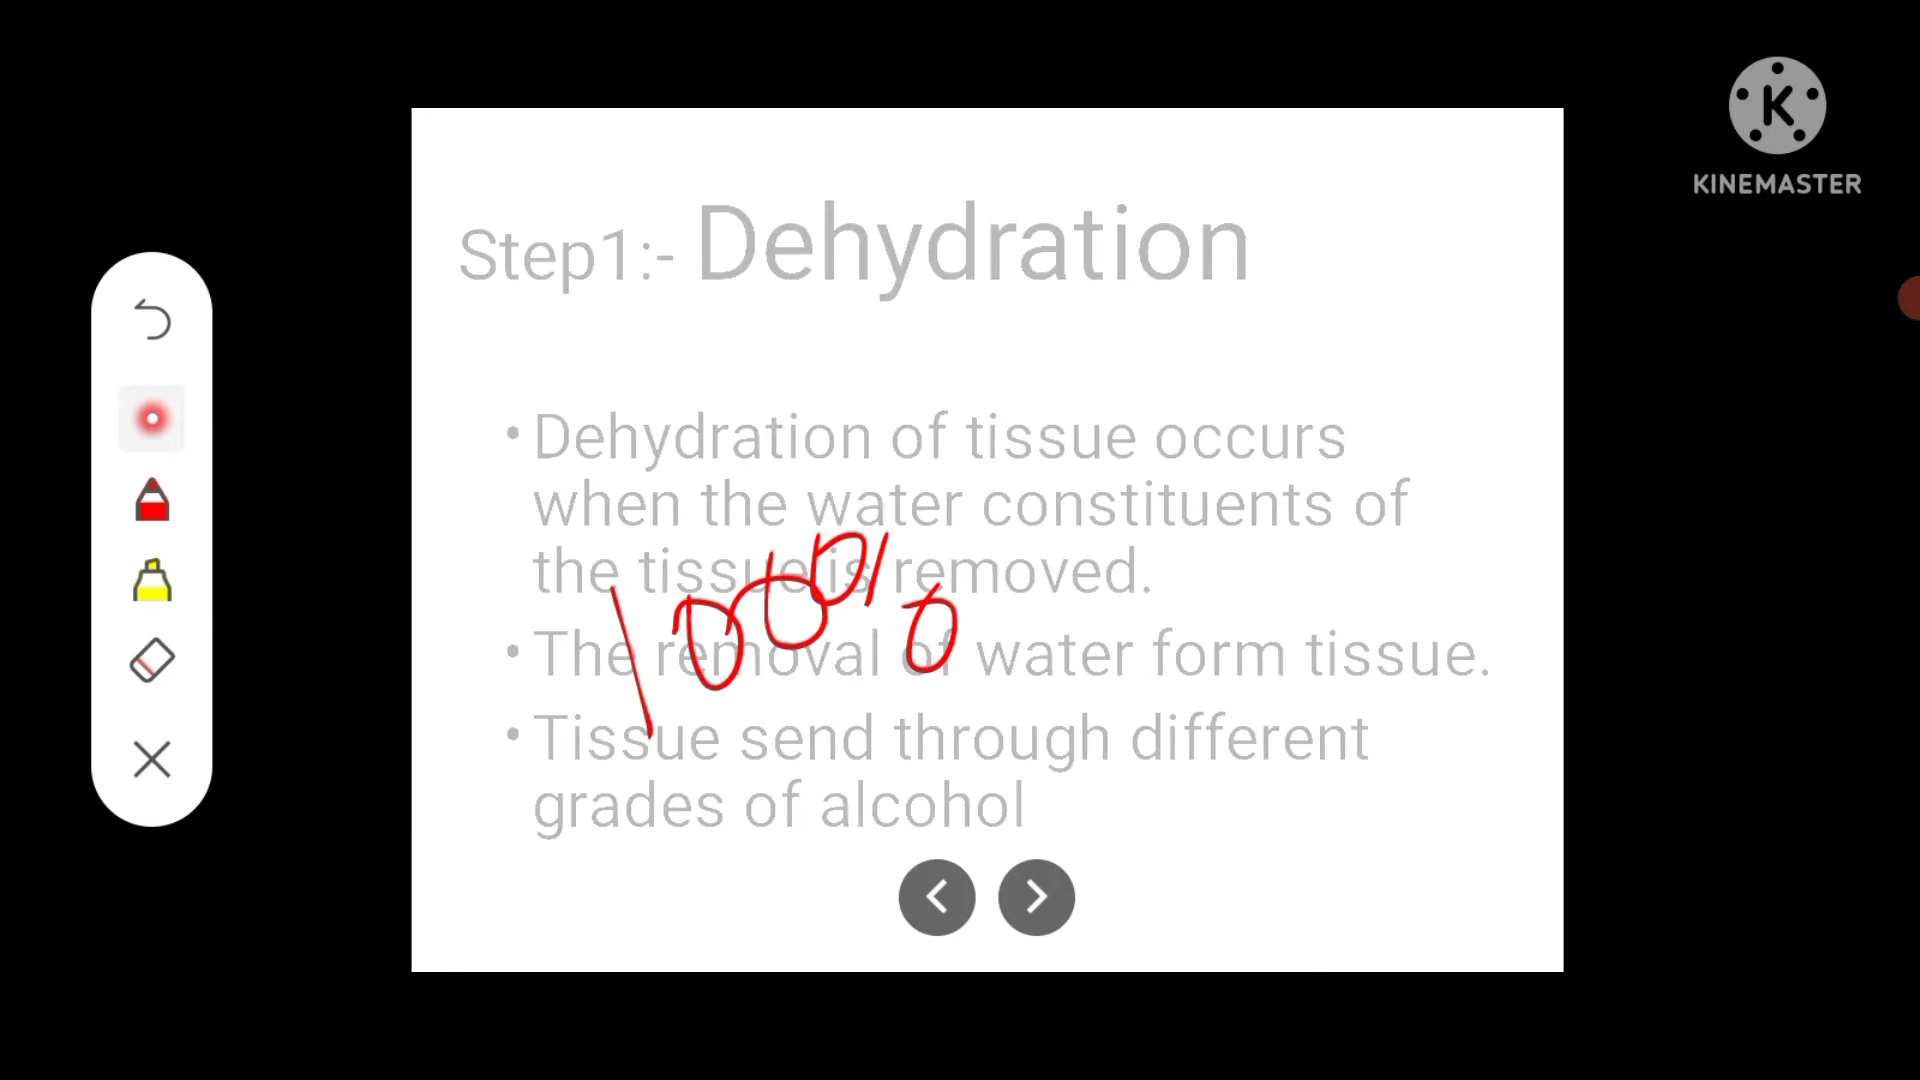 KINEMASTER
Step1:- Dehydration
• Dehydration of tissue occurs
when the water constituents of
the tissue is removed.
100%
• The removal of water form tissue.
• Tissue send through different
grades of alcohol